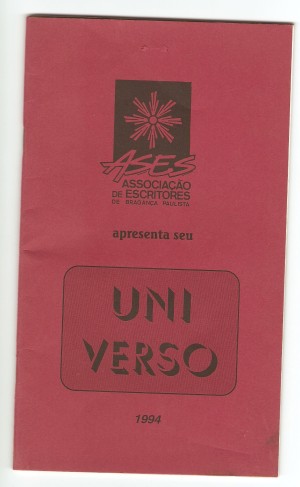 ASES
ASSOCIAÇÃO
DE ESCRITORES
DE BRAGANÇA PAULISTA
apresenta seu
UNI
VERSO
1994